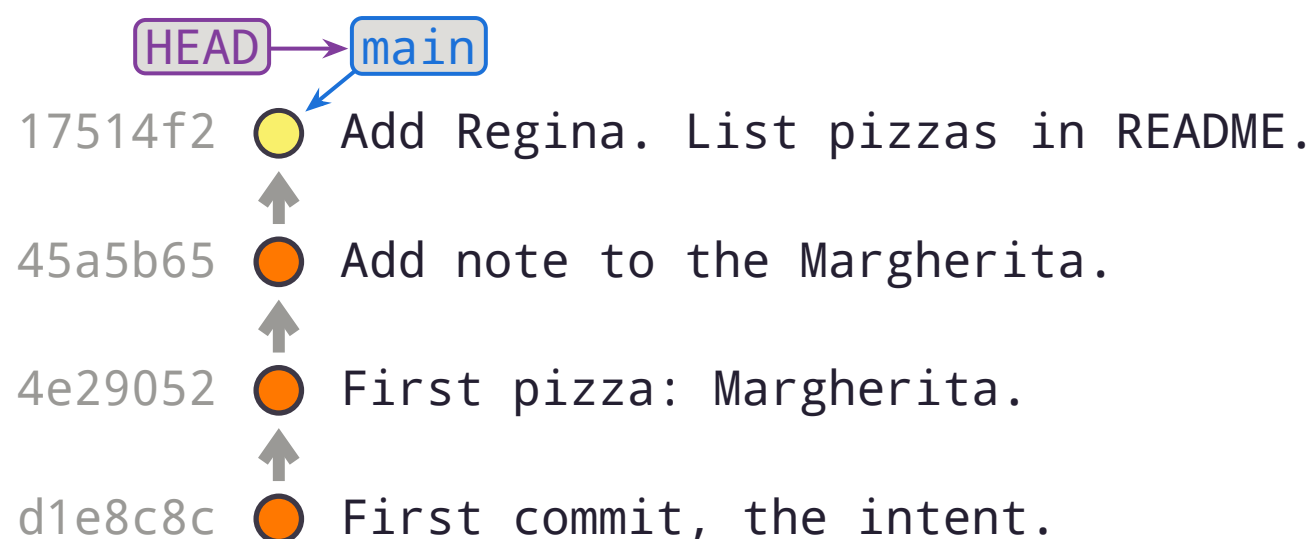 HEAD main
17514f2 Add Regina. List pizzas in README.
45a5b65 Add note to the Margherita.
4e29052 First pizza: Margherita.
d1e8c8c First commit, the intent.